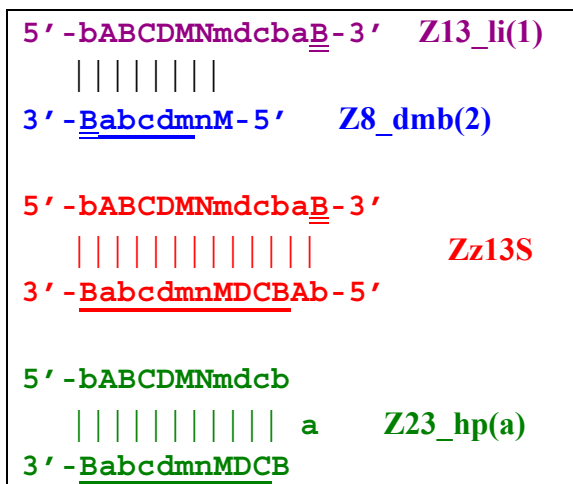 5’-bABCDMNmdcbaB-3’ Z13_li(1)
||||||||
3’-BabcdmnM-5’ Z8_dmb(2)
5’-bABCDMNmdcbaB-3’
||||||||||||| Zz13S
3’-BabcdmnMDCBAb-5’
5’-bABCDMNmdcb
||||||||||| a Z23_hp(a)
3’-BabcdmnMDCB